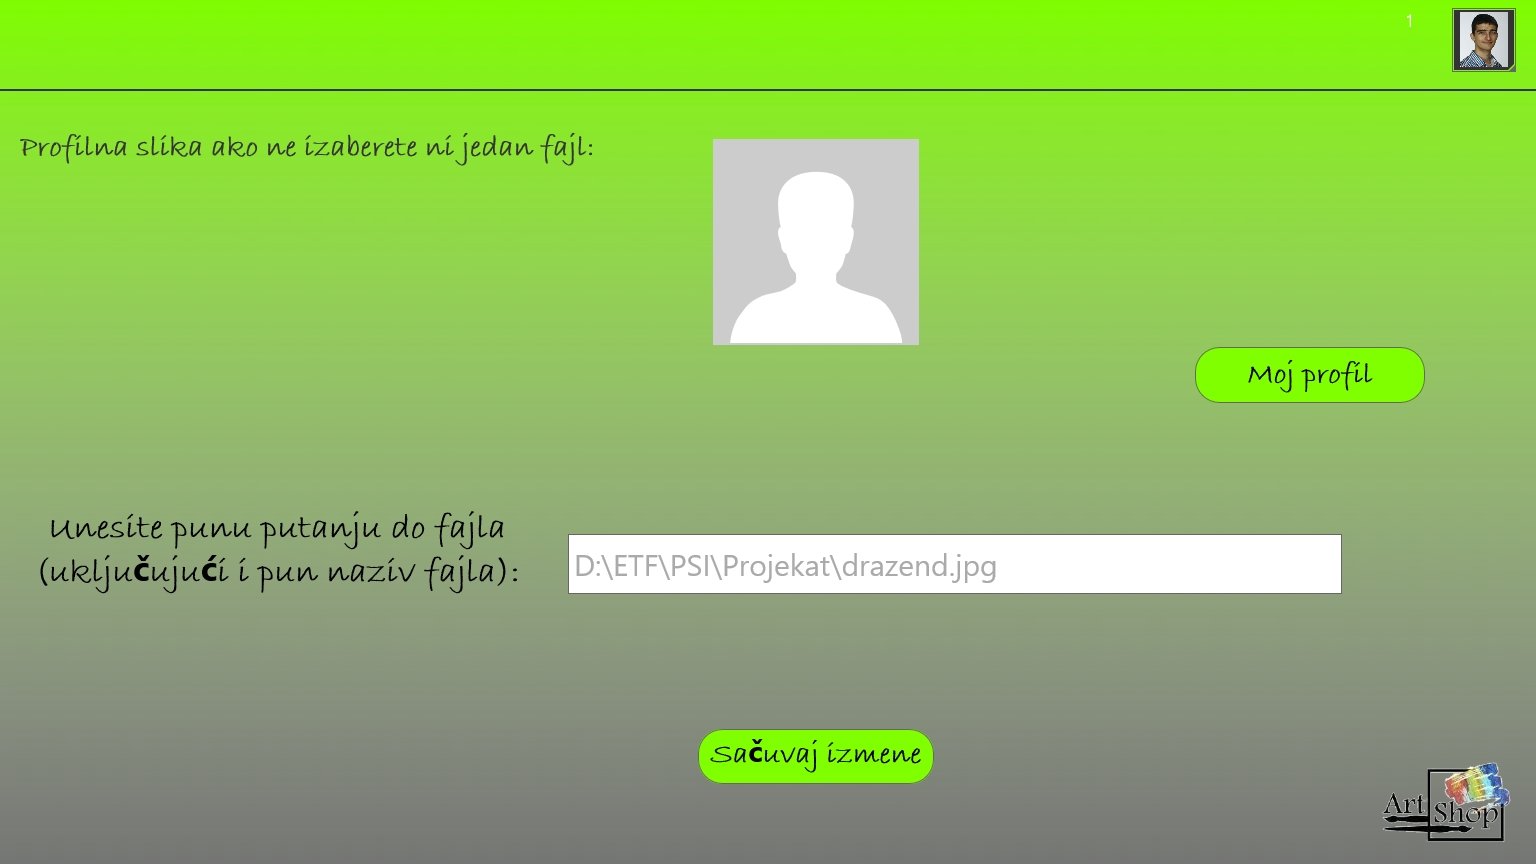 1
Profilna slika ako ne izaberete ni jedan fajl:
Moj profil
Unesite punu putanju do fajla
(uključujući i pun naziv fajla):
D:\ETF\PSI\Projekat\drazend.jpg
Sačuvaj izmene
Art
Shop